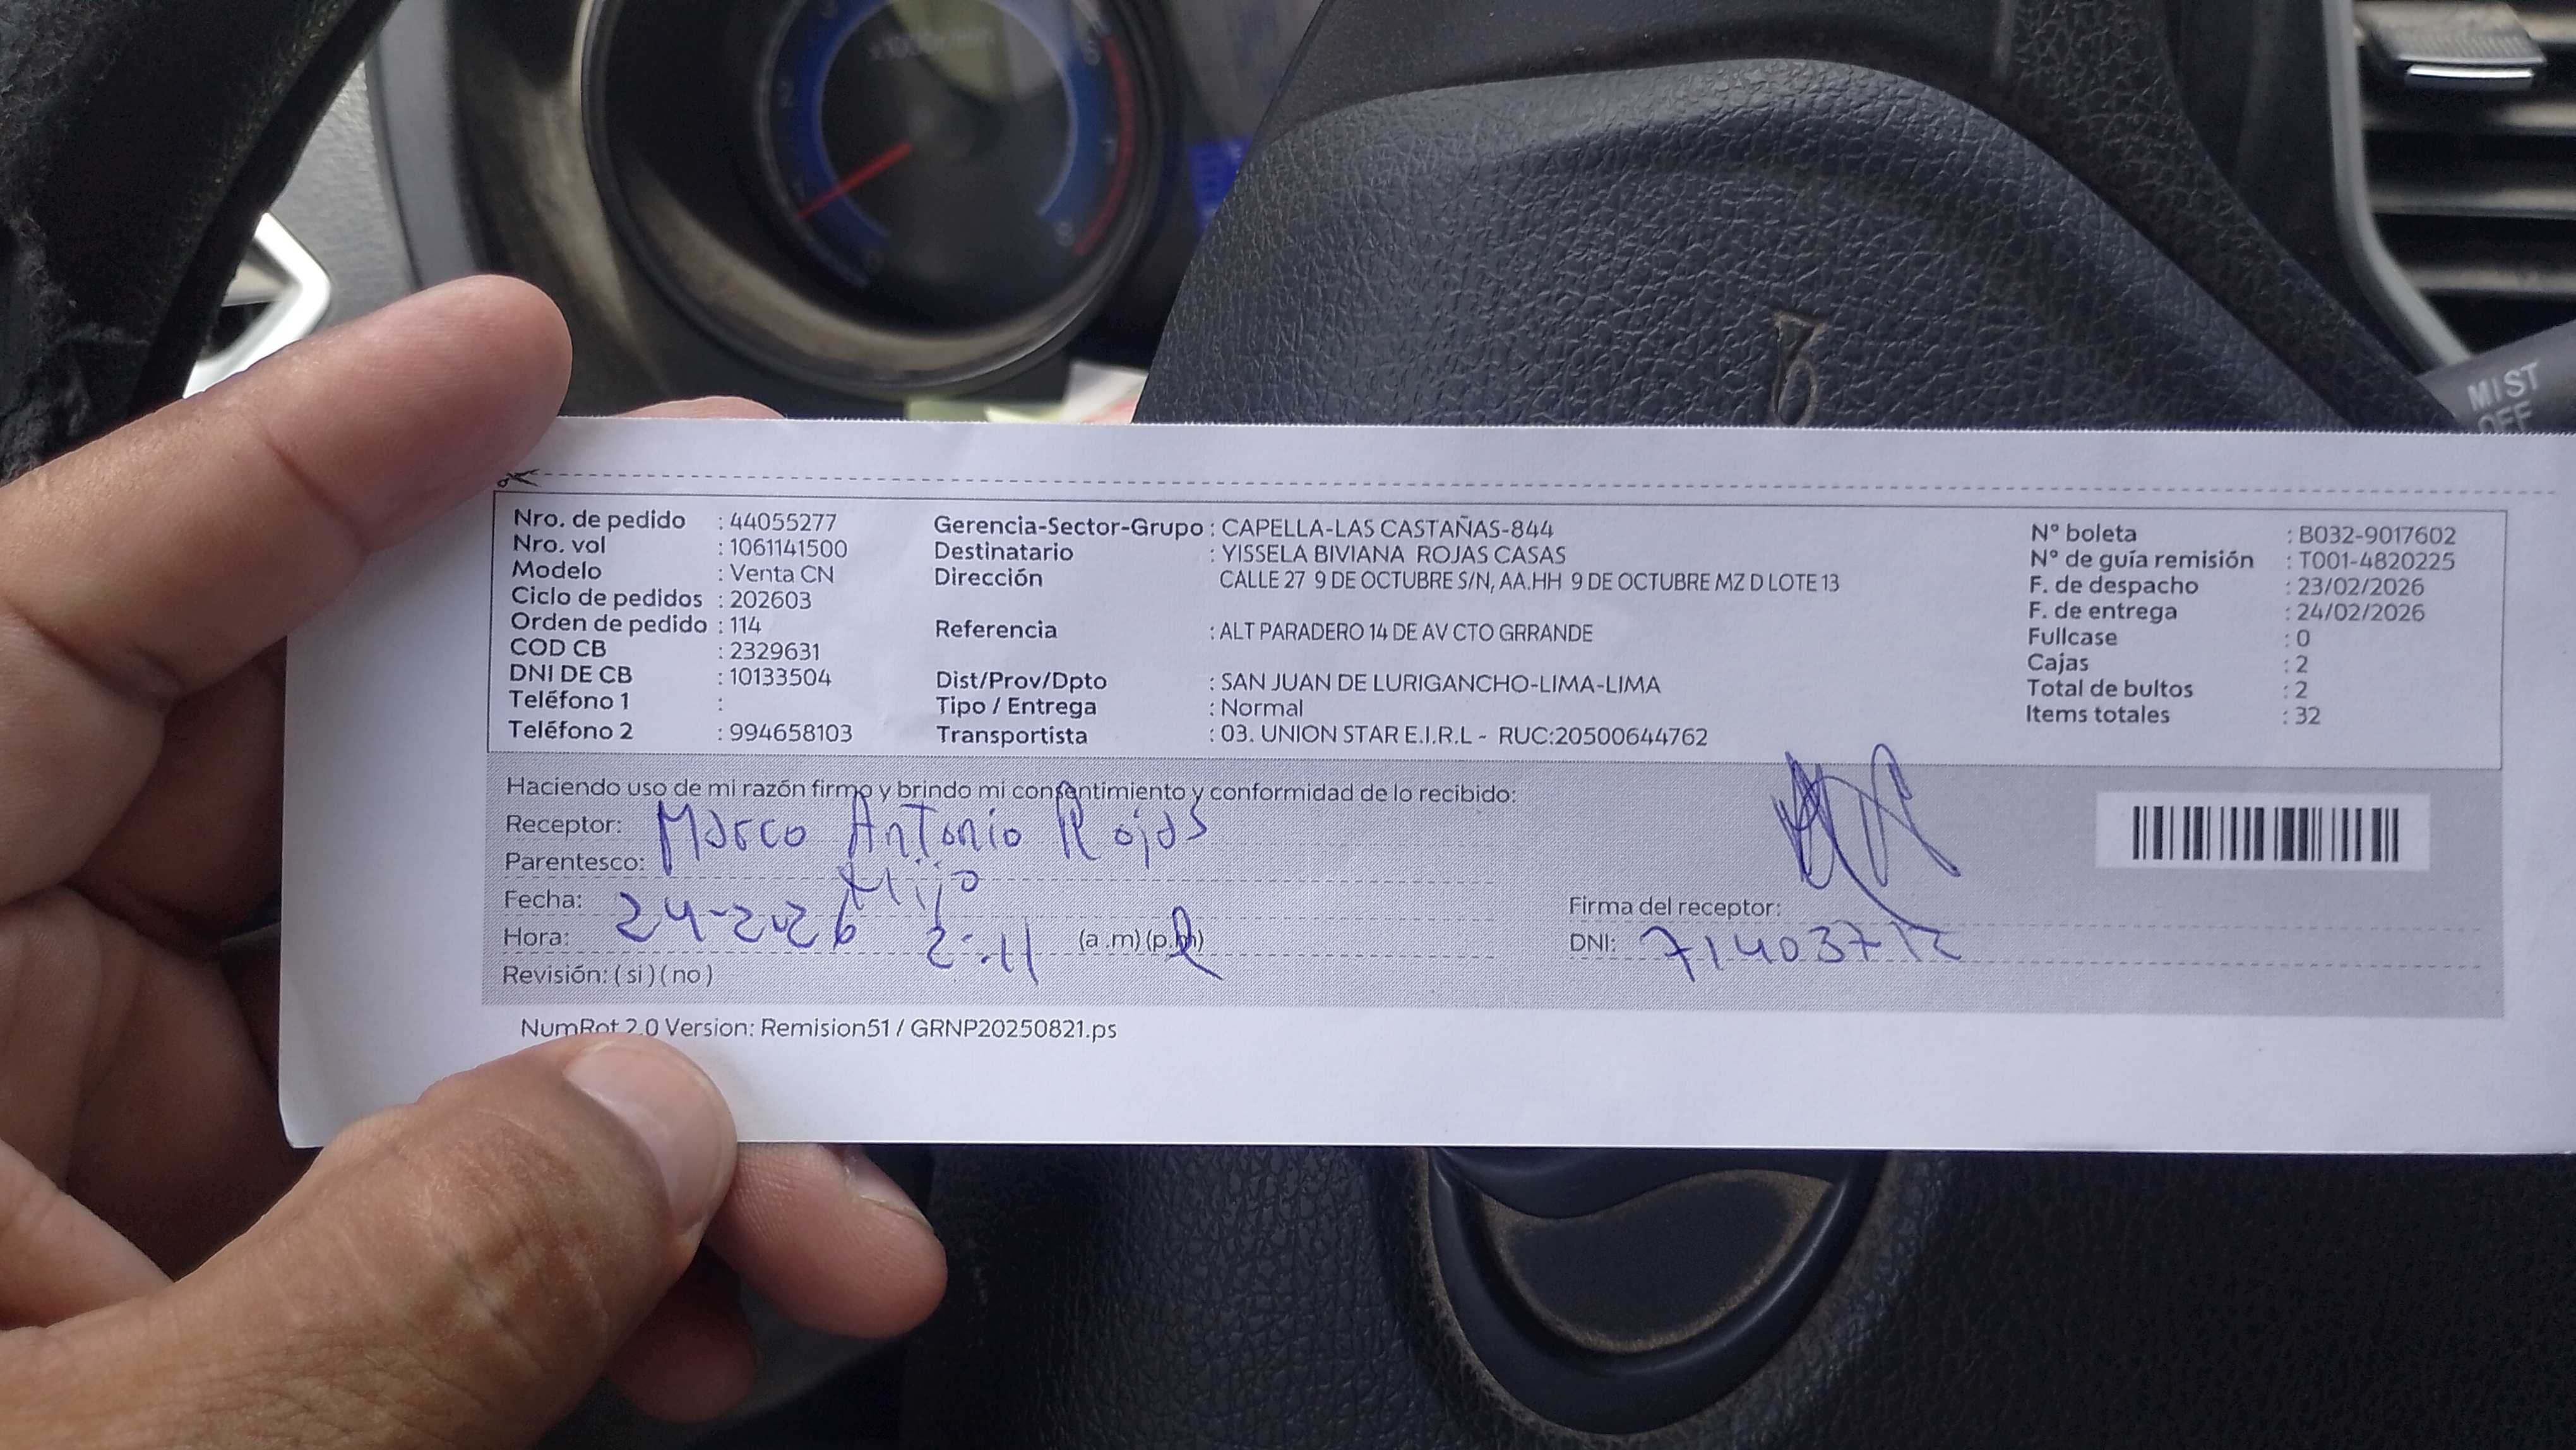 MIST
OFF
Nro. de pedido : 44055277
Nro. vol : 1061141500
Modelo : Venta CN
Ciclo de pedidos : 202603
Orden de pedido : 114
COD CB : 2329631
DNI DE CB : 10133504
Teléfono 1 :
Teléfono 2 : 994658103
Gerencia-Sector-Grupo : CAPELLA-LAS CASTAÑAS-844
Destinatario : YISSELA BIVIANA ROJAS CASAS
Dirección CALLE 27 9 DE OCTUBRE S/N, AA.HH 9 DE OCTUBRE MZ D LOTE 13
Referencia : ALT PARADERO 14 DE AV CTO GRRANDE
Dist/Prov/Dpto : SAN JUAN DE LURIGANCHO-LIMA-LIMA
Tipo / Entrega : Normal
Transportista : 03. UNION STAR E.I.R.L - RUC:20500644762
N° boleta : B032-9017602
N° de guía remisión : T001-4820225
F. de despacho : 23/02/2026
F. de entrega : 24/02/2026
Fullcase : 0
Cajas : 2
Total de bultos : 2
Items totales : 32
Haciendo uso de mi razón firmo y brindo mi consentimiento y conformidad de lo recibido:
Receptor: Marco Antonio Rojas
Parentesco: Hijo
Fecha: 24-2026
Hora: 2:11 (a.m) (p.m)
Revisión: ( si ) ( no )
Firma del receptor:
DNI: 71403712
NumRot 2.0 Version: Remision51 / GRNP20250821.ps